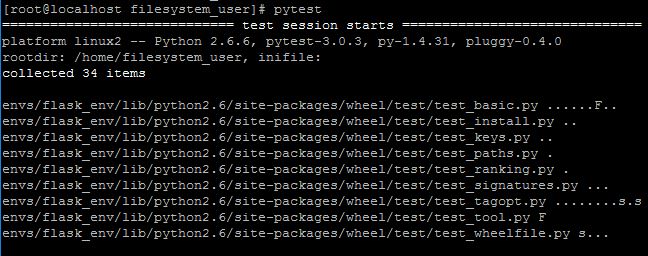 [root@localhost filesystem_user]# pytest
============================= test session starts ==============================
platform linux2 -- Python 2.6.6, pytest-3.0.3, py-1.4.31, pluggy-0.4.0
rootdir: /home/filesystem_user, inifile:
collected 34 items
envs/flask_env/lib/python2.6/site-packages/wheel/test/test_basic.py ......F..
envs/flask_env/lib/python2.6/site-packages/wheel/test/test_install.py ..
envs/flask_env/lib/python2.6/site-packages/wheel/test/test_keys.py ..
envs/flask_env/lib/python2.6/site-packages/wheel/test/test_paths.py .
envs/flask_env/lib/python2.6/site-packages/wheel/test/test_ranking.py .
envs/flask_env/lib/python2.6/site-packages/wheel/test/test_signatures.py ...
envs/flask_env/lib/python2.6/site-packages/wheel/test/test_tagopt.py ........s.s
envs/flask_env/lib/python2.6/site-packages/wheel/test/test_tool.py F
envs/flask_env/lib/python2.6/site-packages/wheel/test/test_wheelfile.py s...